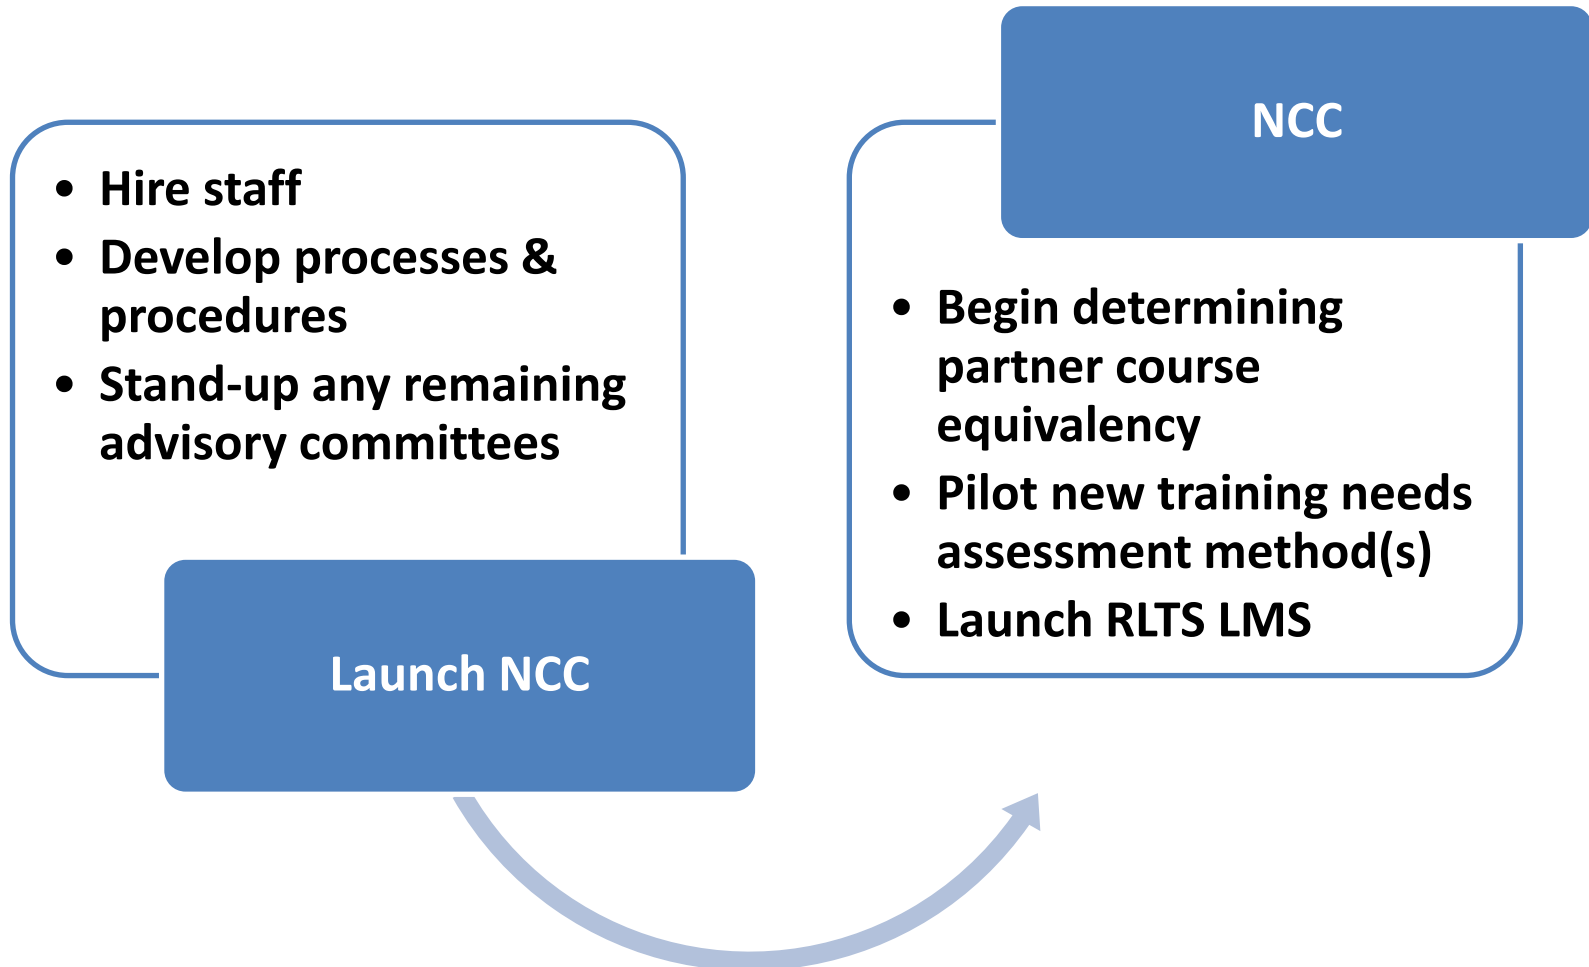 • Hire staff
• Develop processes &
procedures
• Stand-up any remaining
advisory committees
Launch NCC
NCC
• Begin determining
partner course
equivalency
• Pilot new training needs
assessment method(s)
• Launch RLTS LMS